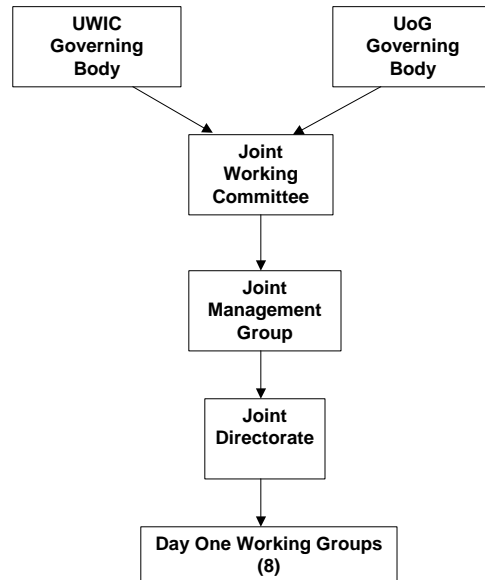 UWIC
Governing
Body
UoG
Governing
Body
Joint
Working
Committee
Joint
Management
Group
Joint
Directorate
Day One Working Groups
(8)